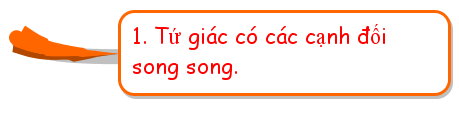 1. Tứ giác có các cạnh đối
song song.